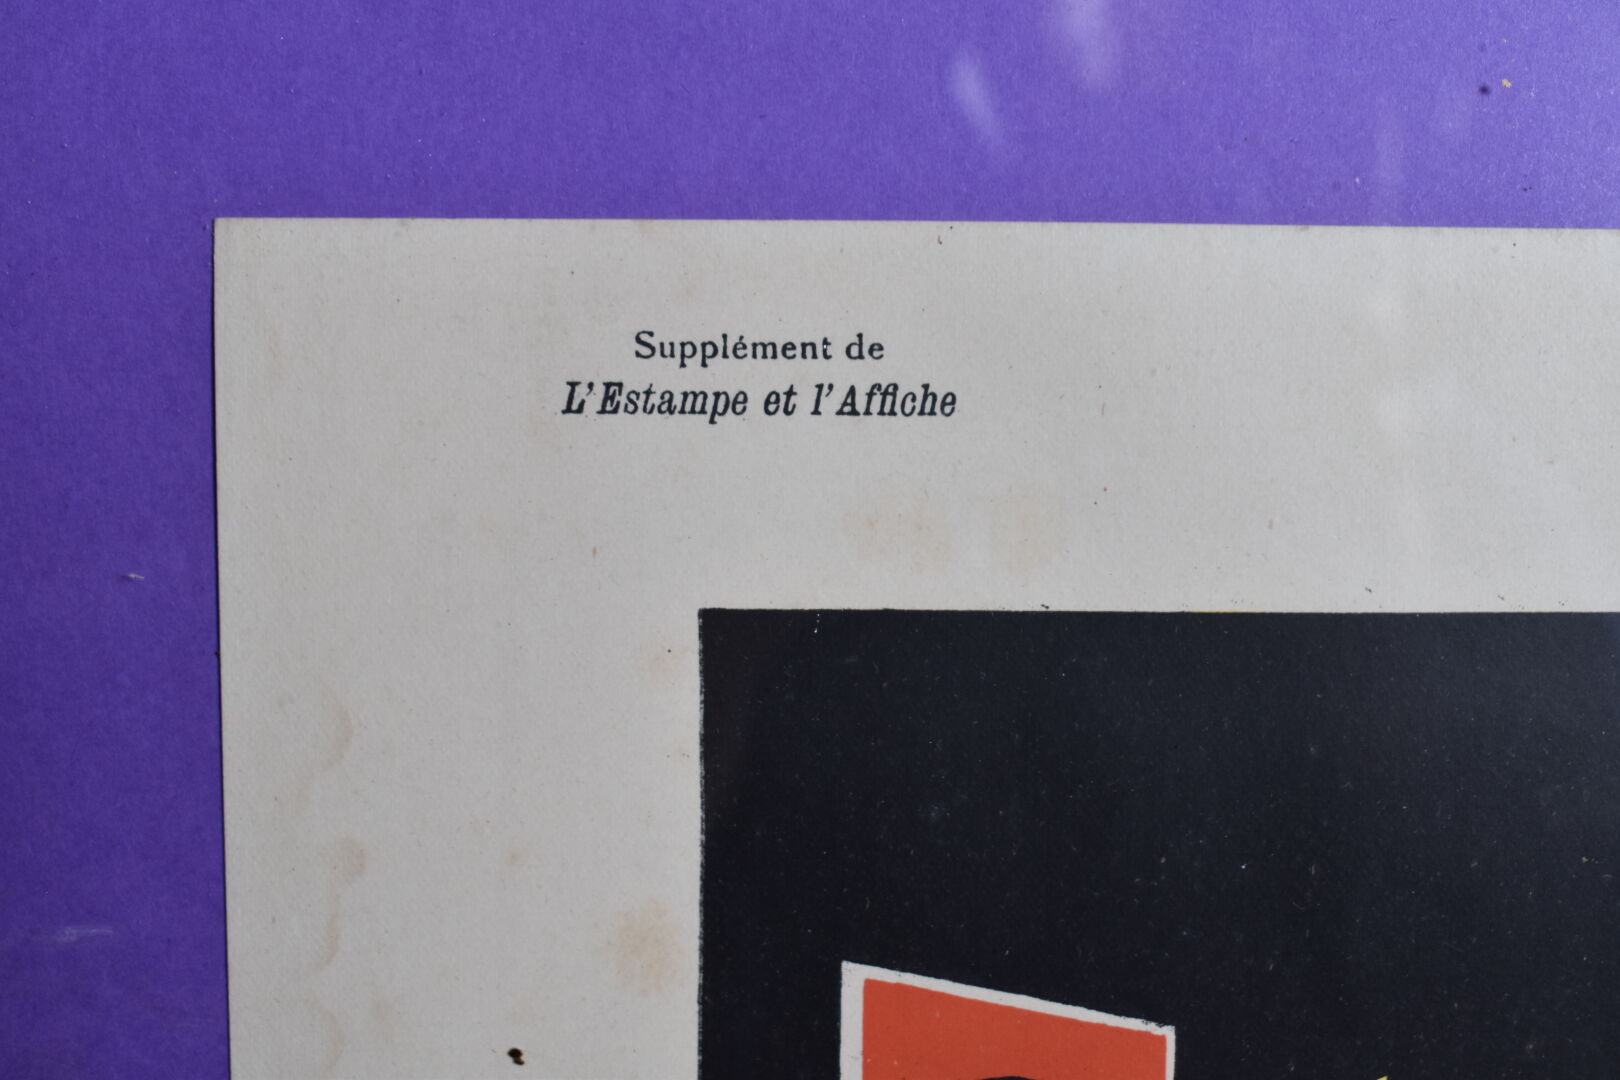 Supplément de
L'Estampe et l'Affiche